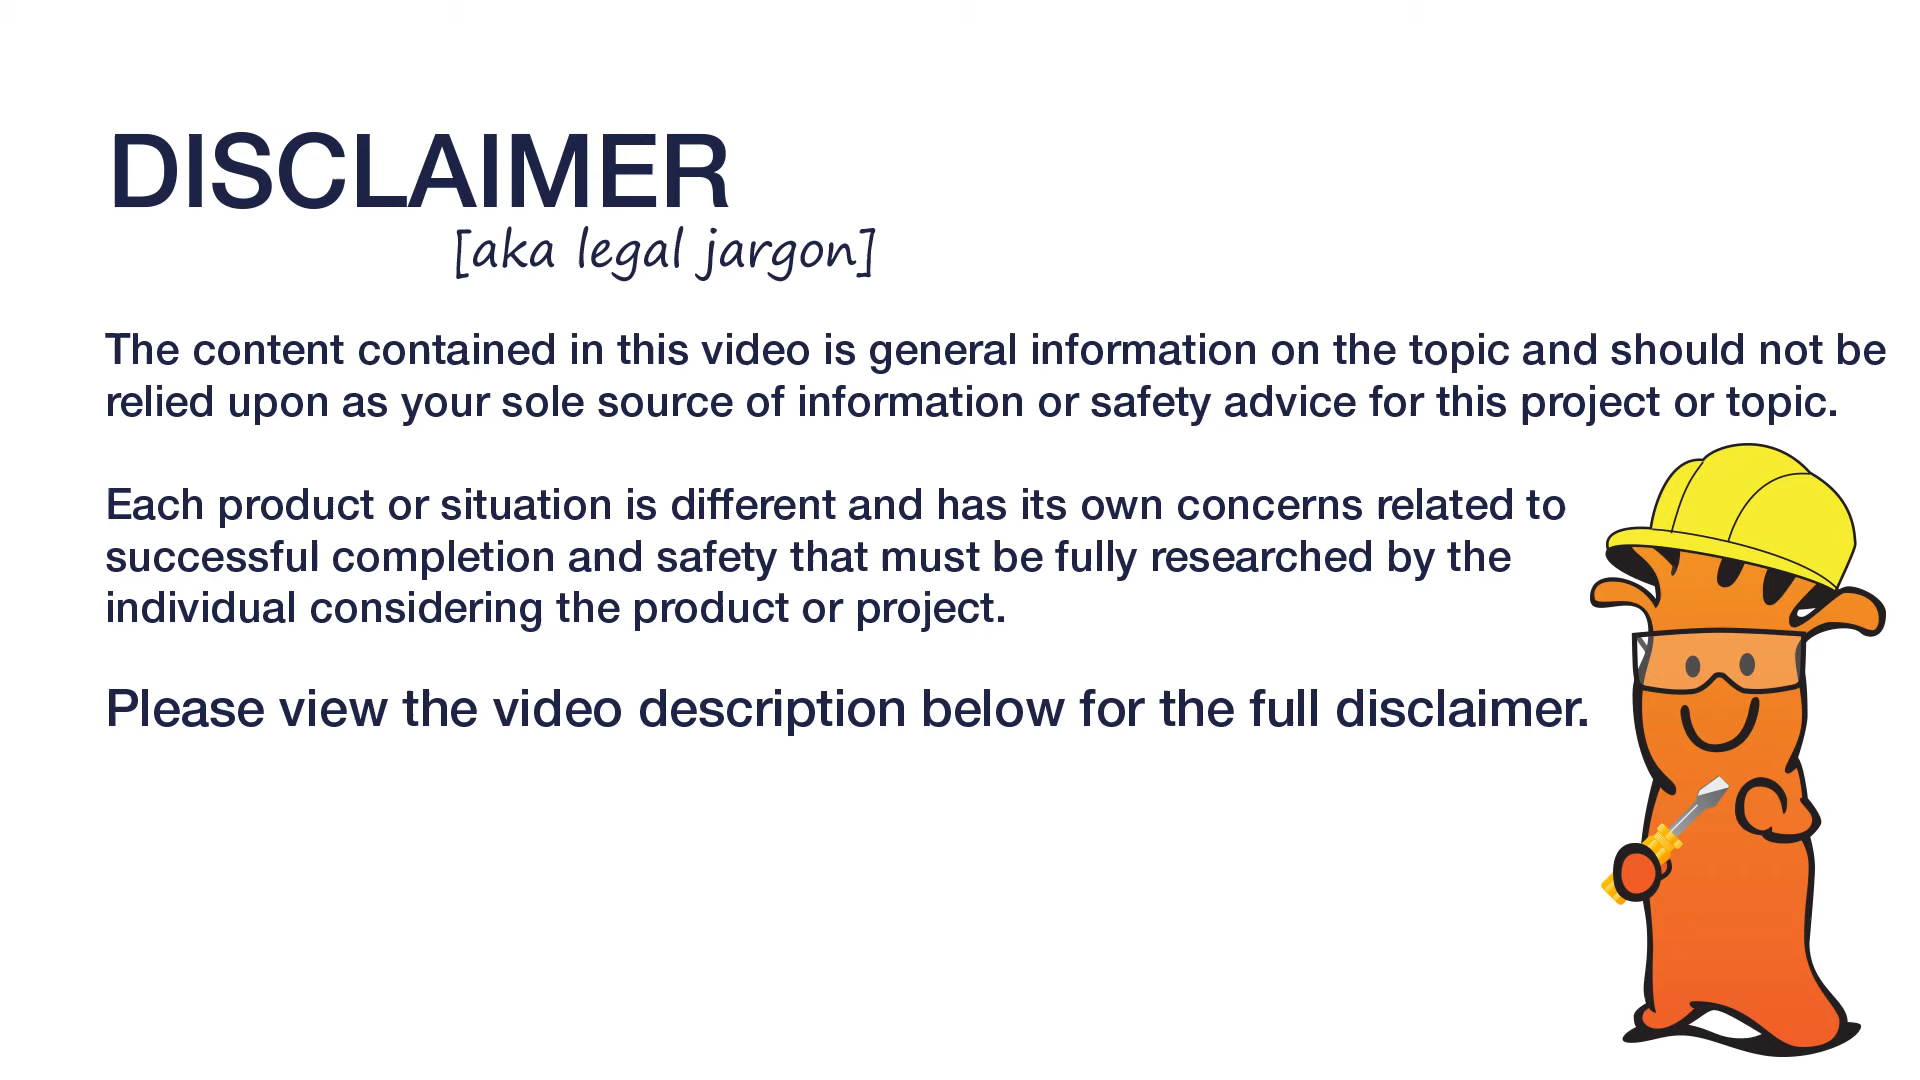 DISCLAIMER
[aka legal jargon]
The content contained in this video is general information on the topic and should not be
relied upon as your sole source of information or safety advice for this project or topic.
Each product or situation is different and has its own concerns related to
successful completion and safety that must be fully researched by the
individual considering the product or project.
Please view the video description below for the full disclaimer.